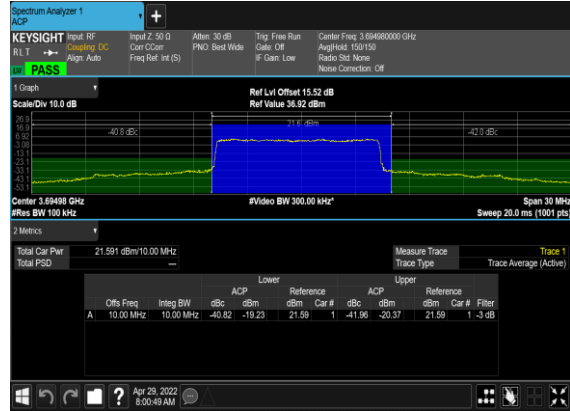 Spectrum Analyzer 1
ACP
+
KEYSIGHT
RLT
LW PASS
Input: RF
Coupling: DC
Align: Auto
Input Z: 50 Ω
Corr CCorr
Freq Ref: Int (S)
Atten: 30 dB
PNO: Best Wide
Trig: Free Run
Gate: Off
IF Gain: Low
Center Freq: 3.694980000 GHz
Avg|Hold: 150/150
Radio Std: None
Noise Correction: Off
1 Graph
Scale/Div 10.0 dB
Ref Lvl Offset 15.52 dB
Ref Value 36.92 dBm
26.9
16.9
6.92
-3.08
-13.1
-23.1
-33.1
-43.1
-53.1
-40.8 dBc
21.6 dBm
-42.0 dBc
Center 3.69498 GHz
#Video BW 300.00 kHz*
Span 30 MHz
#Res BW 100 kHz
Sweep 20.0 ms (1001 pts)
2 Metrics
Total Car Pwr 21.591 dBm/10.00 MHz
Total PSD ---
Measure Trace Trace 1
Trace Type Trace Average (Active)
Lower Upper
ACP Reference ACP Reference
Offs Freq Integ BW dBc dBm dBm Car # dBc dBm dBm Car # Filter
A 10.00 MHz 10.00 MHz -40.82 -19.23 21.59 1 -41.96 -20.37 21.59 1 -3 dB
?
Apr 29, 2022
8:00:49 AM